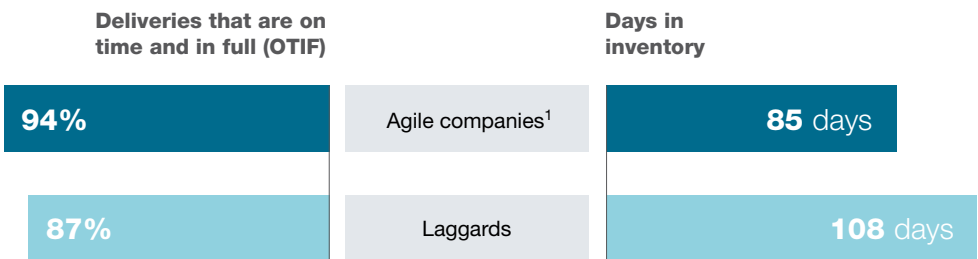 Deliveries that are on
time and in full (OTIF)
Days in
inventory
94%
Agile companies¹
85 days
87%
Laggards
108 days